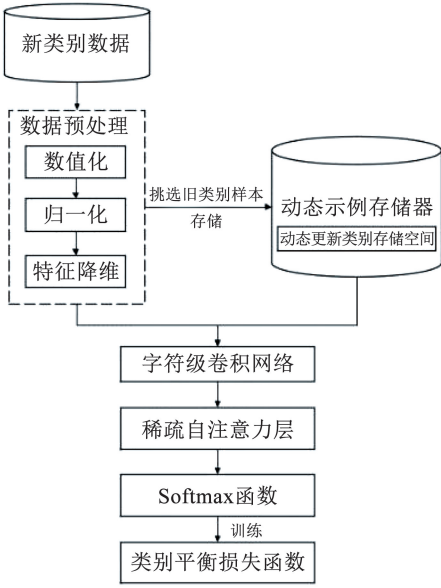 新类别数据
数据预处理
数值化
归一化
特征降维
挑选旧类别样本
存储
动态示例存储器
动态更新类别存储空间
字符级卷积网络
稀疏自注意力层
Softmax函数
训练
类别平衡损失函数